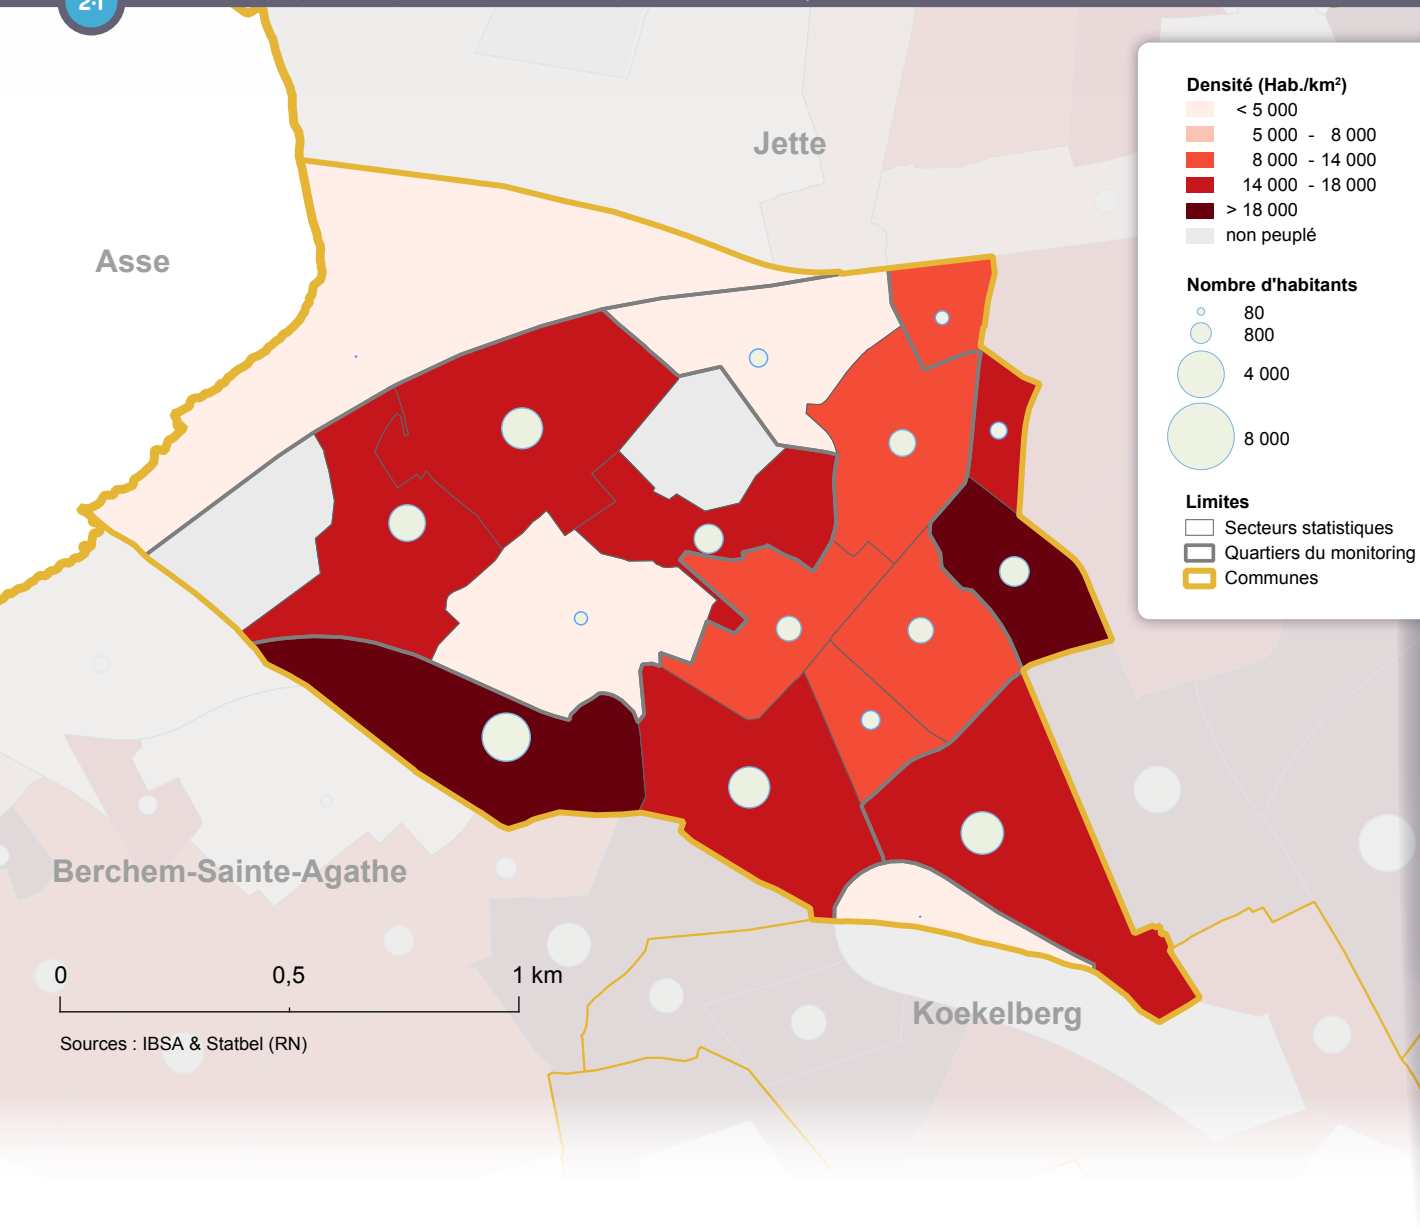 2·1
Jette
Asse
Berchem-Sainte-Agathe
Koekelberg
Densité (Hab./km²)
< 5 000
5 000 - 8 000
8 000 - 14 000
14 000 - 18 000
> 18 000
non peuplé
Nombre d'habitants
80
800
4 000
8 000
Limites
Secteurs statistiques
Quartiers du monitoring
Communes
0 0,5 1 km
Sources : IBSA & Statbel (RN)